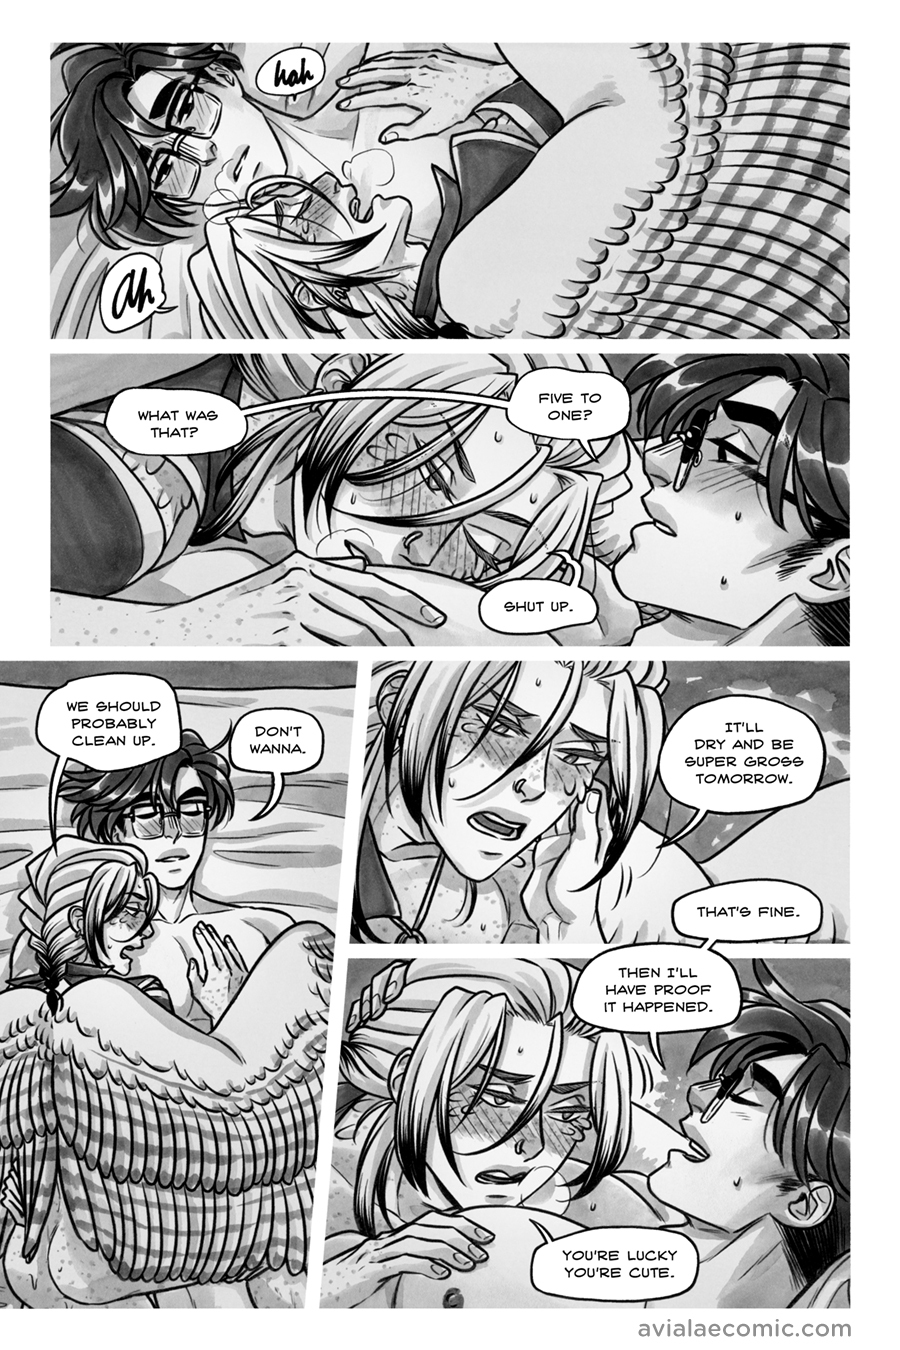 hah
Ah
WHAT WAS
THAT?
FIVE TO
ONE?
SHUT UP.
WE SHOULD
PROBABLY
CLEAN UP.
DON'T
WANNA.
IT'LL
DRY AND BE
SUPER GROSS
TOMORROW.
THAT'S FINE.
THEN I'LL
HAVE PROOF
IT HAPPENED.
YOU'RE LUCKY
YOU'RE CUTE.
avialaecomic.com